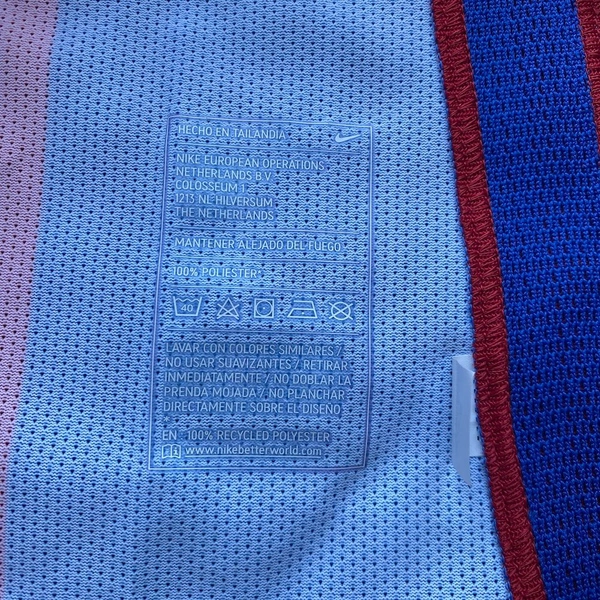 HECHO EN TAILANDIA
NIKE EUROPEAN OPERATIONS
NETHERLANDS B.V.
COLOSSEUM 1
1213 NL HILVERSUM
THE NETHERLANDS
MANTENER ALEJADO DEL FUEGO
100% POLIESTER*
40
LAVAR CON COLORES SIMILARES /
NO USAR SUAVIZANTES / RETIRAR
INMEDIATAMENTE / NO DOBLAR LA
PRENDA MOJADA / NO PLANCHAR
DIRECTAMENTE SOBRE EL DISEÑO
EN : 100% RECYCLED POLYESTER
www.nikebetterworld.com